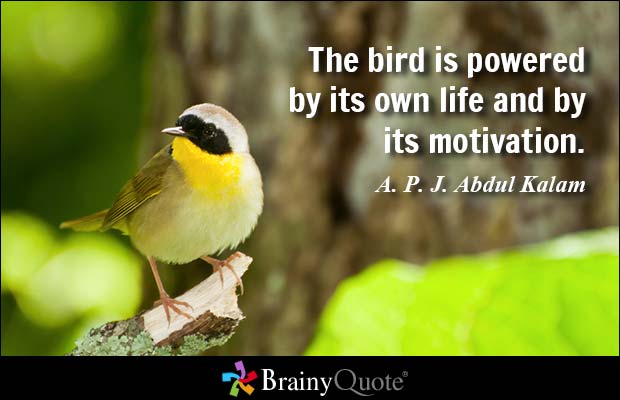 The bird is powered
by its own life and by
its motivation.
A. P. J. Abdul Kalam
BrainyQuote®